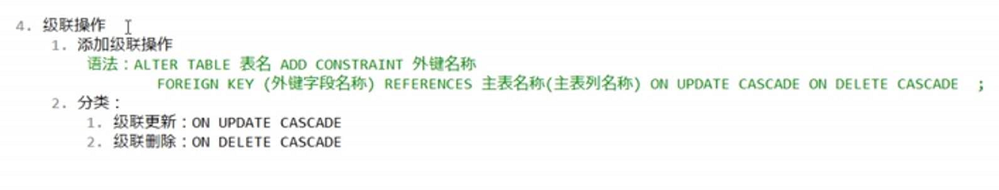 4. 级联操作
1. 添加级联操作
语法：ALTER TABLE 表名 ADD CONSTRAINT 外键名称
FOREIGN KEY (外键字段名称) REFERENCES 主表名称(主表列名称) ON UPDATE CASCADE ON DELETE CASCADE ;
2. 分类：
1. 级联更新：ON UPDATE CASCADE
2. 级联删除：ON DELETE CASCADE